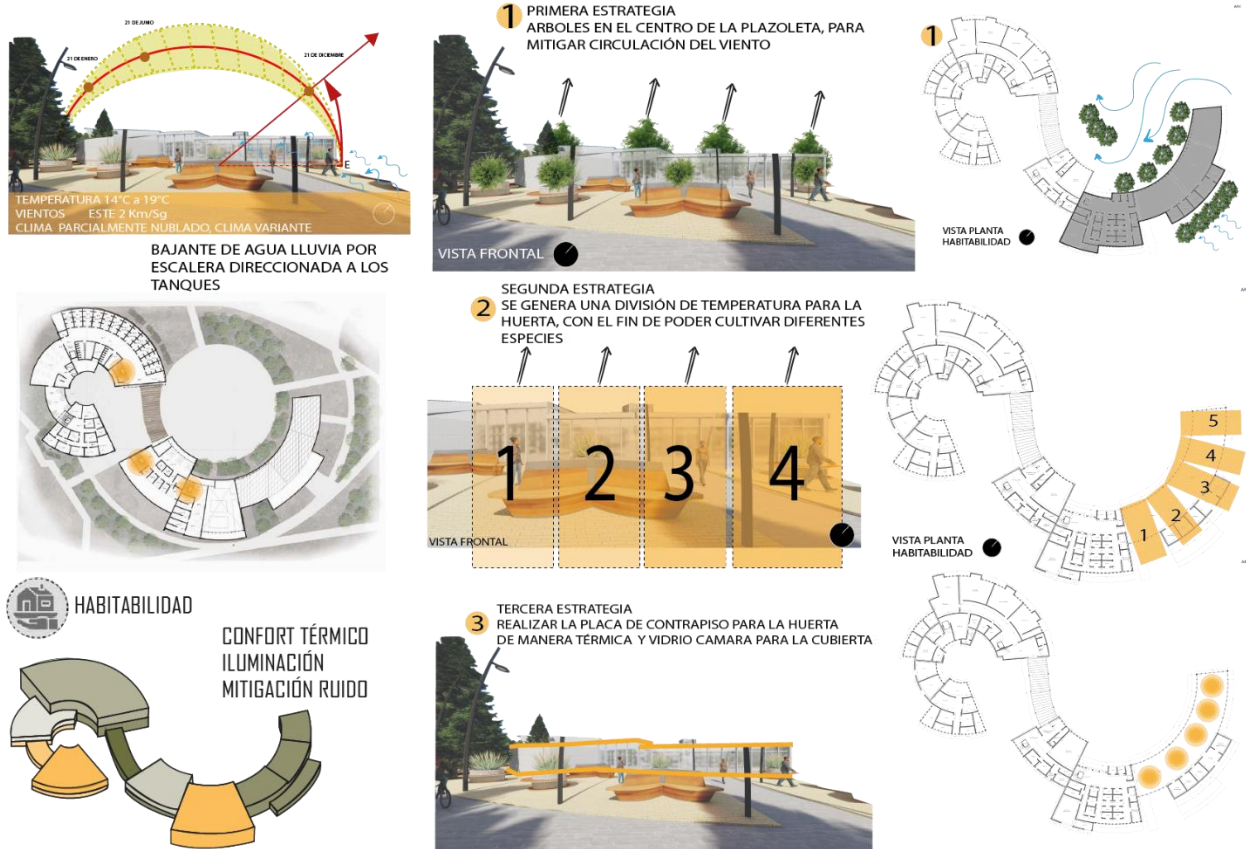 21 DE JUNIO
21 DE ENERO
21 DE DICIEMBRE
E
TEMPERATURA 14°C a 19°C
VIENTOS ESTE 2 Km/Sg
CLIMA PARCIALMENTE NUBLADO, CLIMA VARIANTE
1
PRIMERA ESTRATEGIA
ARBOLES EN EL CENTRO DE LA PLAZOLETA, PARA
MITIGAR CIRCULACIÓN DEL VIENTO
VISTA FRONTAL
1
VISTA PLANTA
HABITABILIDAD
BAJANTE DE AGUA LLUVIA POR
ESCALERA DIRECCIONADA A LOS
TANQUES
2
SEGUNDA ESTRATEGIA
SE GENERA UNA DIVISIÓN DE TEMPERATURA PARA LA
HUERTA, CON EL FIN DE PODER CULTIVAR DIFERENTES
ESPECIES
1 2 3 4
VISTA FRONTAL
5
4
3
2
1
VISTA PLANTA
HABITABILIDAD
HABITABILIDAD
CONFORT TÉRMICO
ILUMINACIÓN
MITIGACIÓN RUIDO
3
TERCERA ESTRATEGIA
REALIZAR LA PLACA DE CONTRAPISO PARA LA HUERTA
DE MANERA TÉRMICA Y VIDRIO CAMARA PARA LA CUBIERTA